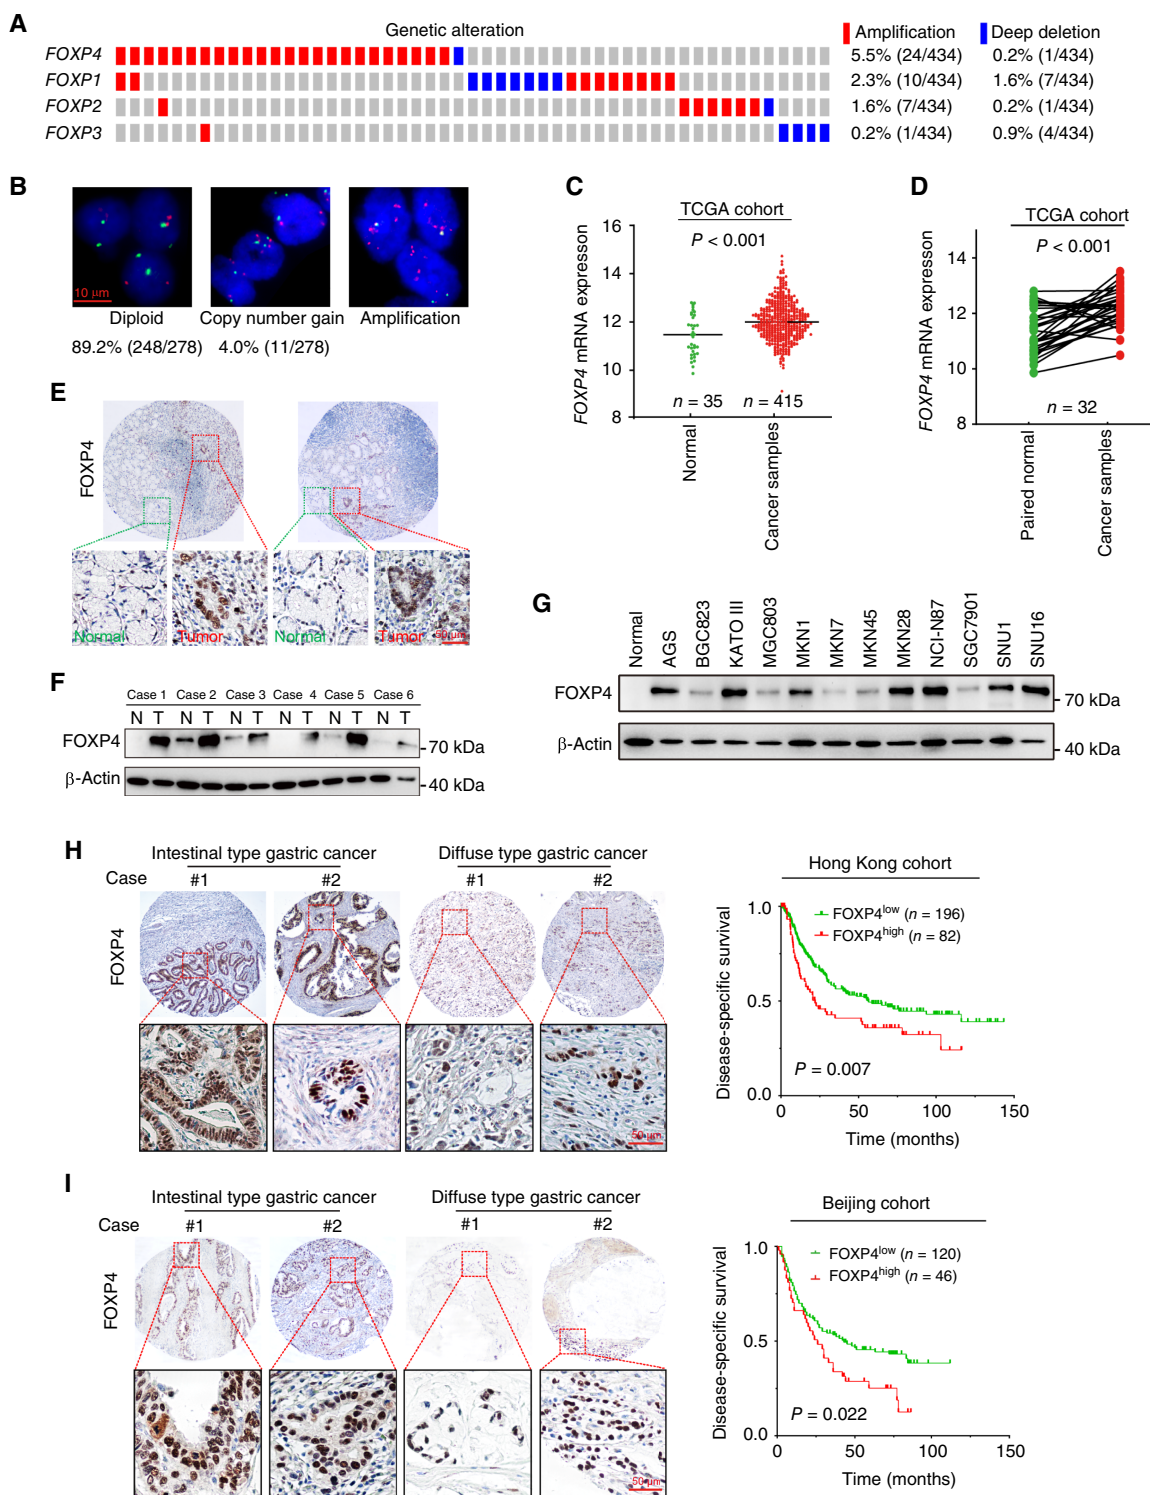 A
Genetic alteration
Amplification
Deep deletion
FOXP4
5.5% (24/434)
0.2% (1/434)
FOXP1
2.3% (10/434)
1.6% (7/434)
FOXP2
1.6% (7/434)
0.2% (1/434)
FOXP3
0.2% (1/434)
0.9% (4/434)
B
10 μm
Diploid
Copy number gain
Amplification
89.2% (248/278)
4.0% (11/278)
C
TCGA cohort
P < 0.001
FOXP4 mRNA expresson
16
14
12
10
8
n = 35
n = 415
Normal
Cancer samples
D
TCGA cohort
P < 0.001
FOXP4 mRNA expresson
14
12
10
8
n = 32
Paired normal
Cancer samples
E
FOXP4
Normal
Tumor
Normal
Tumor
50 μm
F
Case 1
Case 2
Case 3
Case 4
Case 5
Case 6
N T N T N T N T N T N T
FOXP4
70 kDa
β-Actin
40 kDa
G
Normal
AGS
BGC823
KATO III
MGC803
MKN1
MKN7
MKN45
MKN28
NCI-N87
SGC7901
SNU1
SNU16
FOXP4
70 kDa
β-Actin
40 kDa
H
Intestinal type gastric cancer
Diffuse type gastric cancer
Case
#1
#2
#1
#2
FOXP4
50 μm
Hong Kong cohort
FOXP4low (n = 196)
FOXP4high (n = 82)
Disease-specific survival
1.0
0.5
0.0
P = 0.007
0 50 100 150
Time (months)
I
Intestinal type gastric cancer
Diffuse type gastric cancer
Case
#1
#2
#1
#2
FOXP4
50 μm
Beijing cohort
FOXP4low (n = 120)
FOXP4high (n = 46)
Disease-specific survival
1.0
0.5
0.0
P = 0.022
0 50 100 150
Time (months)